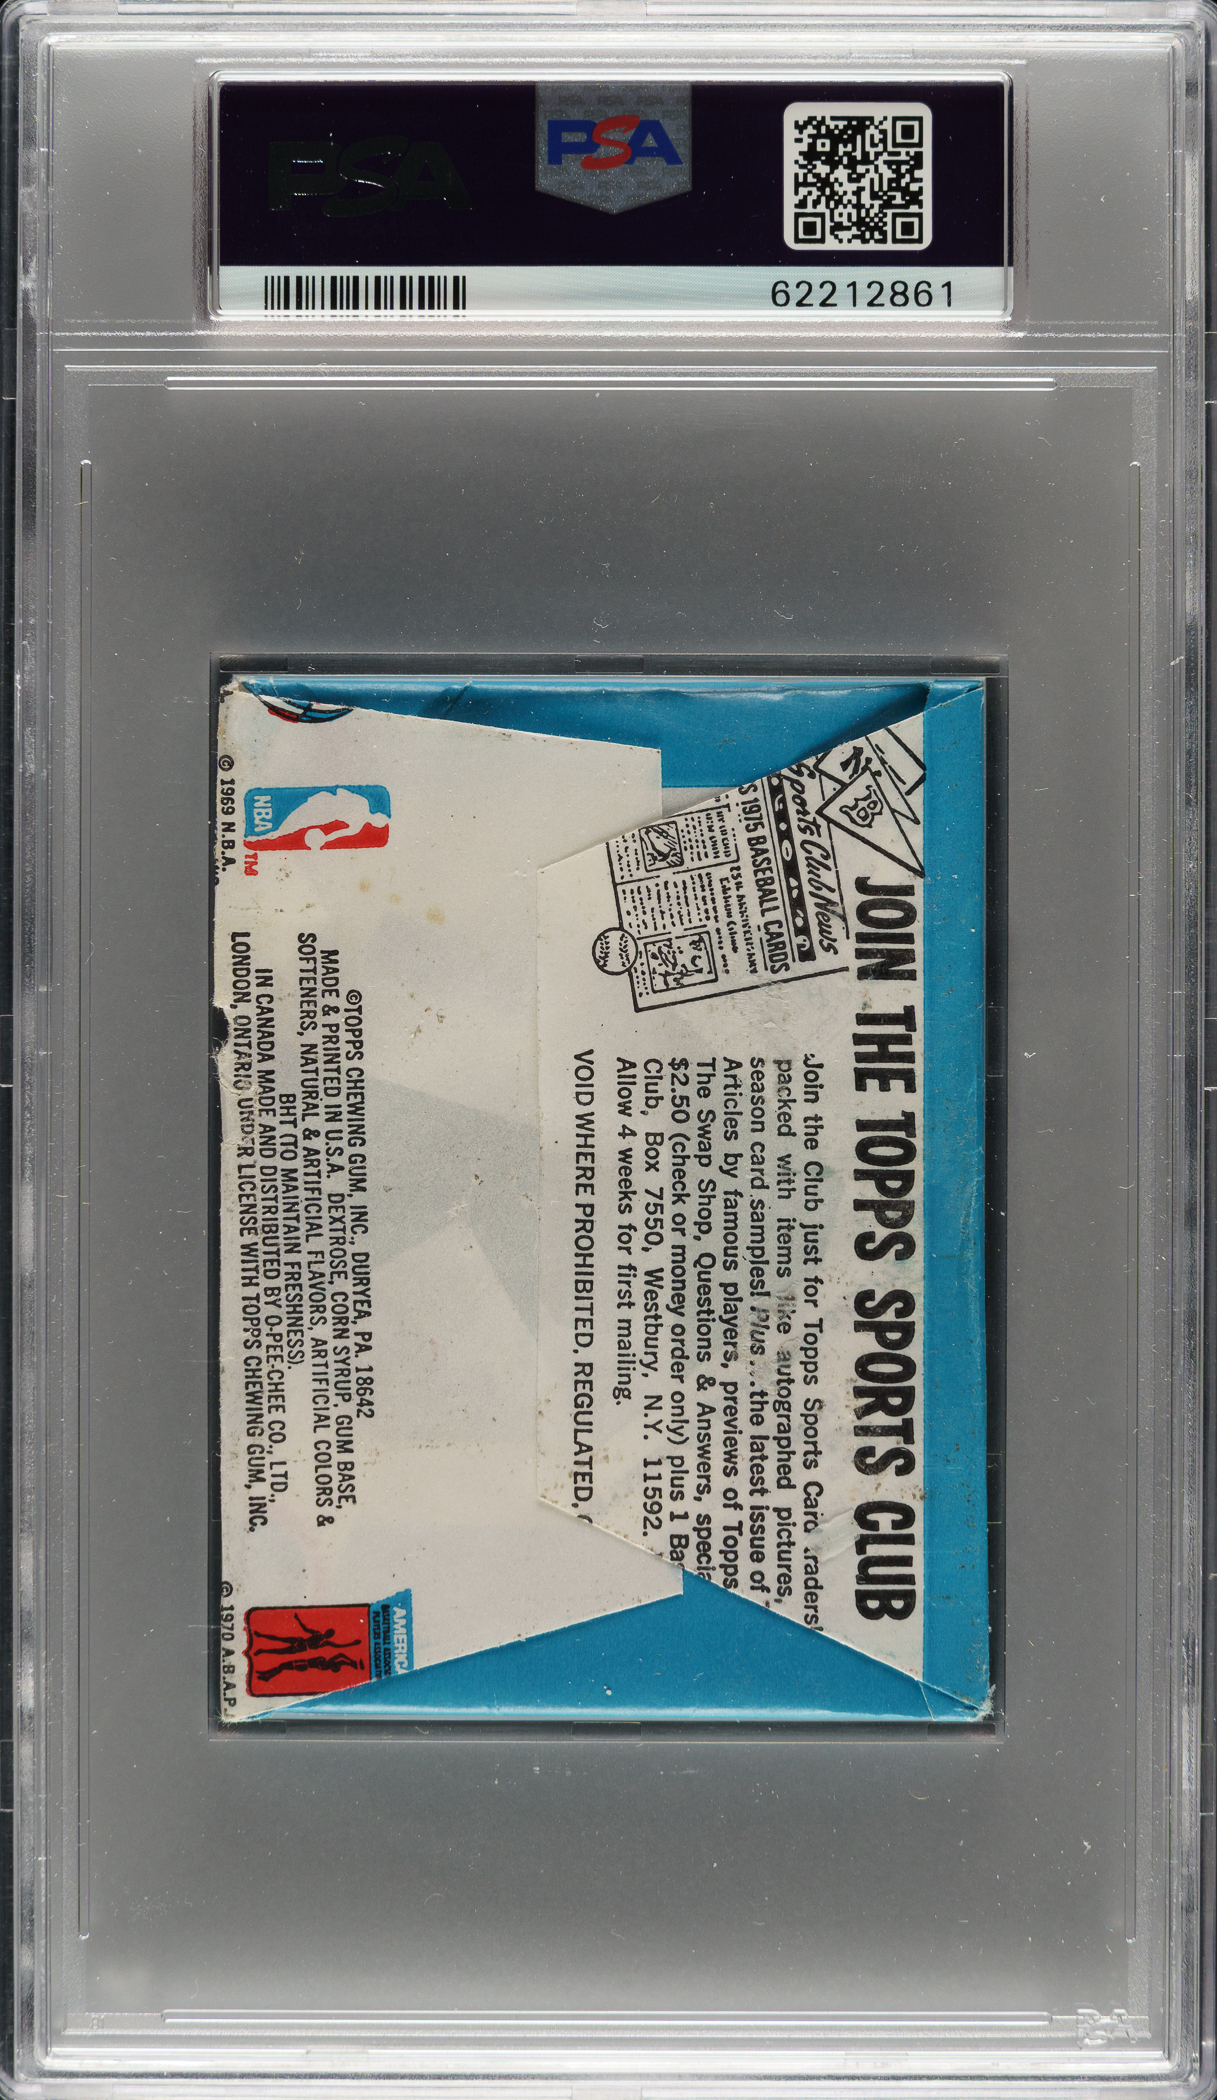 PSA
PSA
62212861
JOIN THE TOPPS SPORTS CLUB
Join the Club just for Topps Sports Card
packed with items like autographed pictures,
season card samples! Plus... the latest issue of
Articles by famous players, previews of Topps
The Swap Shop, Questions & Answers,
$2.50 (check or money order only) plus 1
Club, Box 7550, Westbury, N.Y. 11592.
Allow 4 weeks for first mailing.
VOID WHERE PROHIBITED, REGULATED,
Sports Club News
1975 BASEBALL CARDS
B
NBA
TM
© 1969 N.B.A.
©TOPPS CHEWING GUM, INC., DURYEA, PA. 18642
MADE & PRINTED IN U.S.A. DEXTROSE, CORN SYRUP, GUM BASE,
SOFTENERS, NATURAL & ARTIFICIAL FLAVORS, ARTIFICIAL COLORS &
BHT (TO MAINTAIN FRESHNESS).
IN CANADA MADE AND DISTRIBUTED BY O-PEE-CHEE CO., LTD.,
LONDON, ONTARIO UNDER LICENSE WITH TOPPS CHEWING GUM, INC.
© 1970 A.B.A.P.
PSA